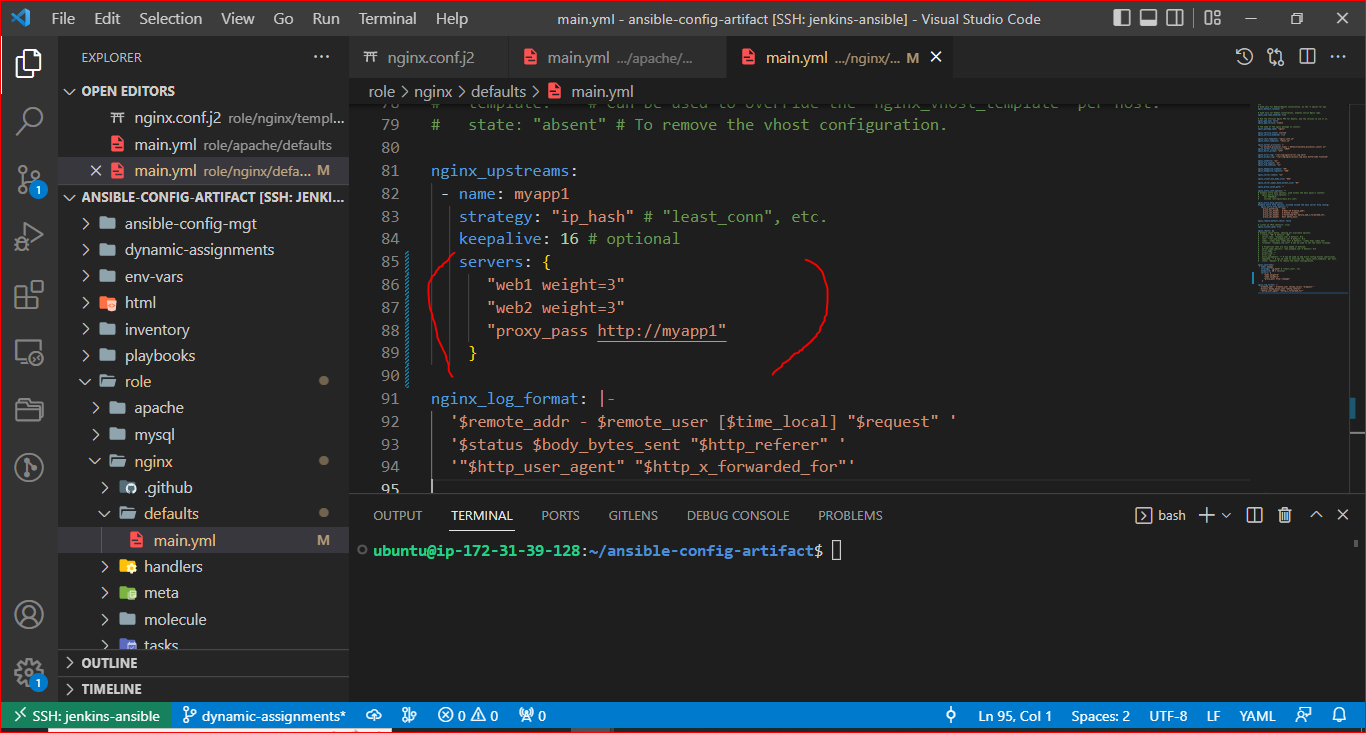 File Edit Selection View Go Run Terminal Help main.yml - ansible-config-artifact [SSH: jenkins-ansible] - Visual Studio Code
EXPLORER
OPEN EDITORS
nginx.conf.j2 role/nginx/templ...
main.yml role/apache/defaults
main.yml role/nginx/defa... M
ANSIBLE-CONFIG-ARTIFACT [SSH: JENKI...
ansible-config-mgt
dynamic-assignments
env-vars
html
inventory
playbooks
role
apache
mysql
nginx
.github
defaults
main.yml M
handlers
meta
molecule
tasks
OUTLINE
TIMELINE
1
1
nginx.conf.j2 main.yml .../apache/... main.yml .../nginx/... M
role > nginx > defaults > main.yml
78 # template: "" # Can be used to override the `nginx_vhost_template` per host.
79 # state: "absent" # To remove the vhost configuration.
80
81 nginx_upstreams:
82 - name: myapp1
83 strategy: "ip_hash" # "least_conn", etc.
84 keepalive: 16 # optional
85 servers: {
86 "web1 weight=3"
87 "web2 weight=3"
88 "proxy_pass http://myapp1"
89 }
90
91 nginx_log_format: |-
92 '$remote_addr - $remote_user [$time_local] "$request" '
93 '$status $body_bytes_sent "$http_referer" '
94 '"$http_user_agent" "$http_x_forwarded_for"'
95
OUTPUT TERMINAL PORTS GITLENS DEBUG CONSOLE PROBLEMS bash
ubuntu@ip-172-31-39-128:~/ansible-config-artifact$
SSH: jenkins-ansible dynamic-assignments* 0 0 0 Ln 95, Col 1 Spaces: 2 UTF-8 LF YAML